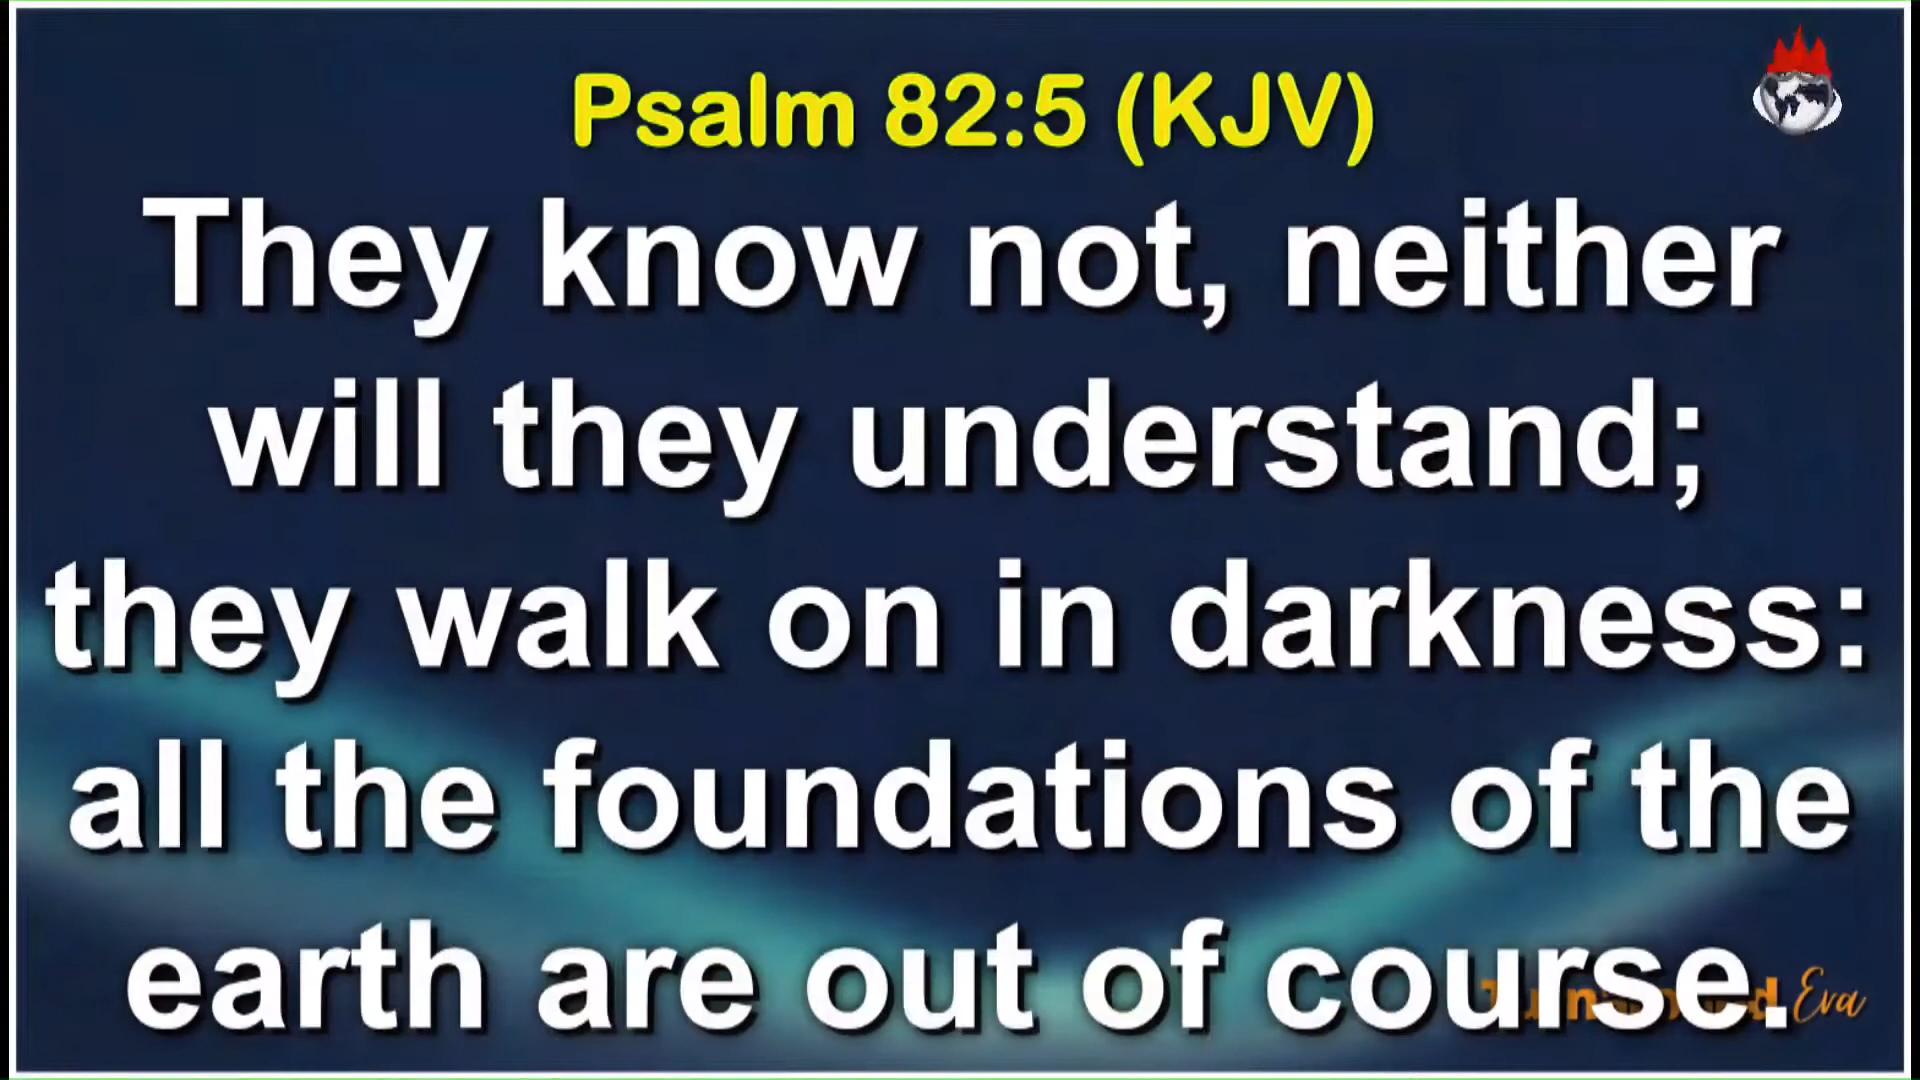 Psalm 82:5 (KJV)
They know not, neither
will they understand;
they walk on in darkness:
all the foundations of the
earth are out of course.
Eva